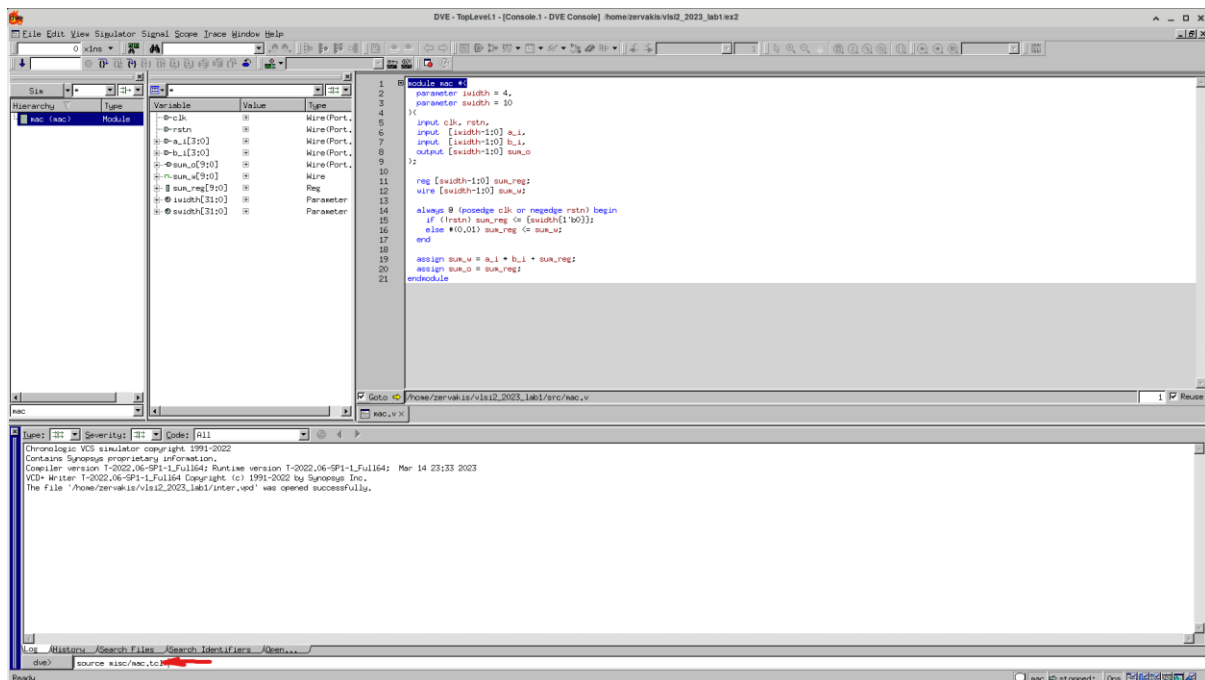 DVE - TopLevel.1 - [Console.1 - DVE Console] /home/zervakis/vlsi2_2023_lab1/ex2
File Edit View Simulator Signal Scope Trace Window Help
0 x1ns
Sim
Hierarchy Type
mac (mac) Module
mac
Variable Value Type
clk Wire(Port.
rstn Wire(Port.
a_i[3:0] Wire(Port.
b_i[3:0] Wire(Port.
sum_o[9:0] Wire(Port.
sum_w[9:0] Wire
sum_reg[9:0] Reg
iwidth[31:0] Parameter
swidth[31:0] Parameter
1 module mac #(
2 parameter iwidth = 4,
3 parameter swidth = 10
4 )(
5 input clk, rstn,
6 input [iwidth-1:0] a_i,
7 input [iwidth-1:0] b_i,
8 output [swidth-1:0] sum_o
9 );
10
11 reg [swidth-1:0] sum_reg;
12 wire [swidth-1:0] sum_w;
13
14 always @ (posedge clk or negedge rstn) begin
15 if (!rstn) sum_reg <= {swidth{1'b0}};
16 else #(0.01) sum_reg <= sum_w;
17 end
18
19 assign sum_w = a_i + b_i + sum_reg;
20 assign sum_o = sum_reg;
21 endmodule
Goto /home/zervakis/vlsi2_2023_lab1/src/mac.v 1 Reuse
mac.v
Type: Severity: Code: All
Chronologic VCS simulator copyright 1991-2022
Contains Synopsys proprietary information.
Compiler version T-2022.06-SP1-1_Full64; Runtime version T-2022.06-SP1-1_Full64; Mar 14 23:33 2023
VCD+ Writer T-2022.06-SP1-1_Full64 Copyright (c) 1991-2022 by Synopsys Inc.
The file '/home/zervakis/vlsi2_2023_lab1/inter.vpd' was opened successfully.
Log History Search Files Search Identifiers Open...
dve> source misc/mac.tcl
Ready mac stopped: 0ps